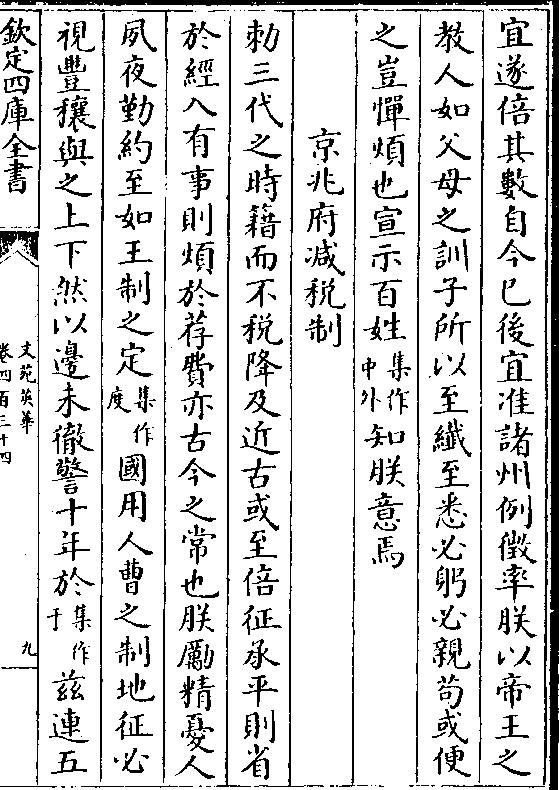 宜遂倍其數自今已後宜准諸州例徵率朕以帝王之
教人如父母之訓子所以至纎至悉必躬必親苟或便
之豈憚煩也宣示百姓集作中外知朕意焉
京兆府減税制
勅三代之時籍而不税降及近古或至倍征承平則省
於經入有事則煩於荐費亦古今之常也朕勵精憂人
夙夜勤約至如王制之定集作度國用人曹之制地征必
視豐穰與之上下然以邊未徹警十年於集作于兹連五
欽定四庫全書
文苑英華
卷四百三十四
九